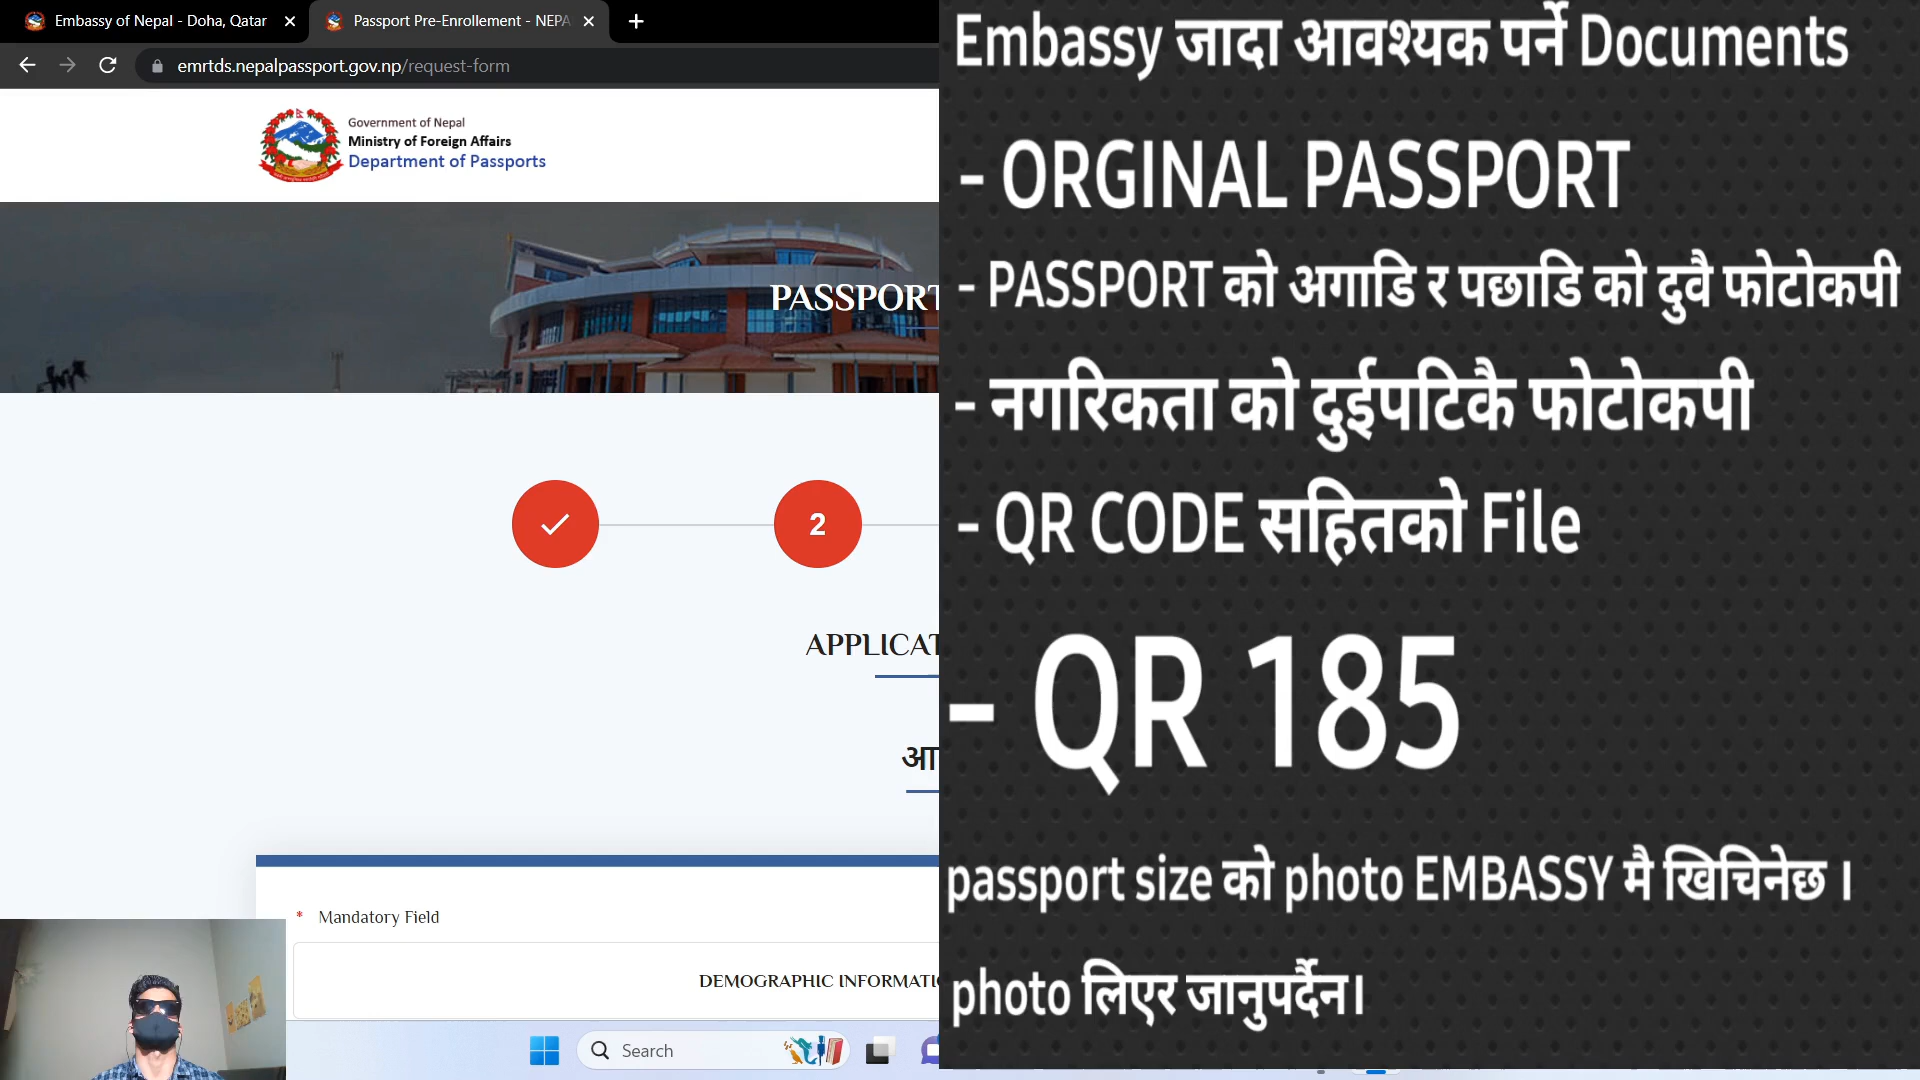 Embassy of Nepal - Doha, Qatar
Passport Pre-Enrollement - NEPA
emrtds.nepalpassport.gov.np/request-form
Government of Nepal
Ministry of Foreign Affairs
Department of Passports
PASSPORT
2
APPLICAT
आ
* Mandatory Field
DEMOGRAPHIC INFORMATIO
Search
Embassy जादा आवश्यक पर्ने Documents
- ORGINAL PASSPORT
- PASSPORT को अगाडि र पछाडि को दुवै फोटोकपी
- नगरिकता को दुईपटिकै फोटोकपी
- QR CODE सहितको File
- QR 185
passport size को photo EMBASSY मै खिचिनेछ ।
photo लिएर जानुपर्दैन।